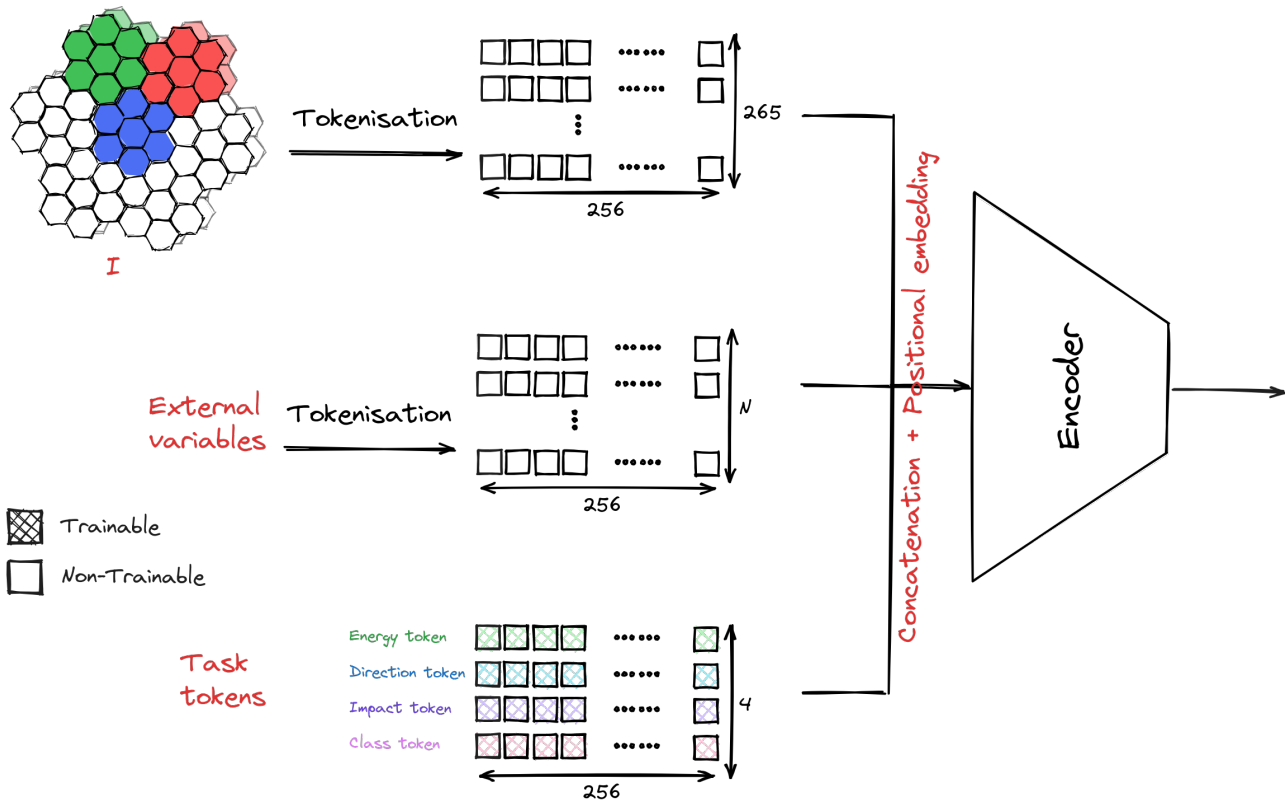 Tokenisation
265
256
I
Concatenation + Positional embedding
Encoder
External
variables
Tokenisation
N
256
Trainable
Non-Trainable
Task
tokens
Energy token
Direction token
Impact token
Class token
4
256